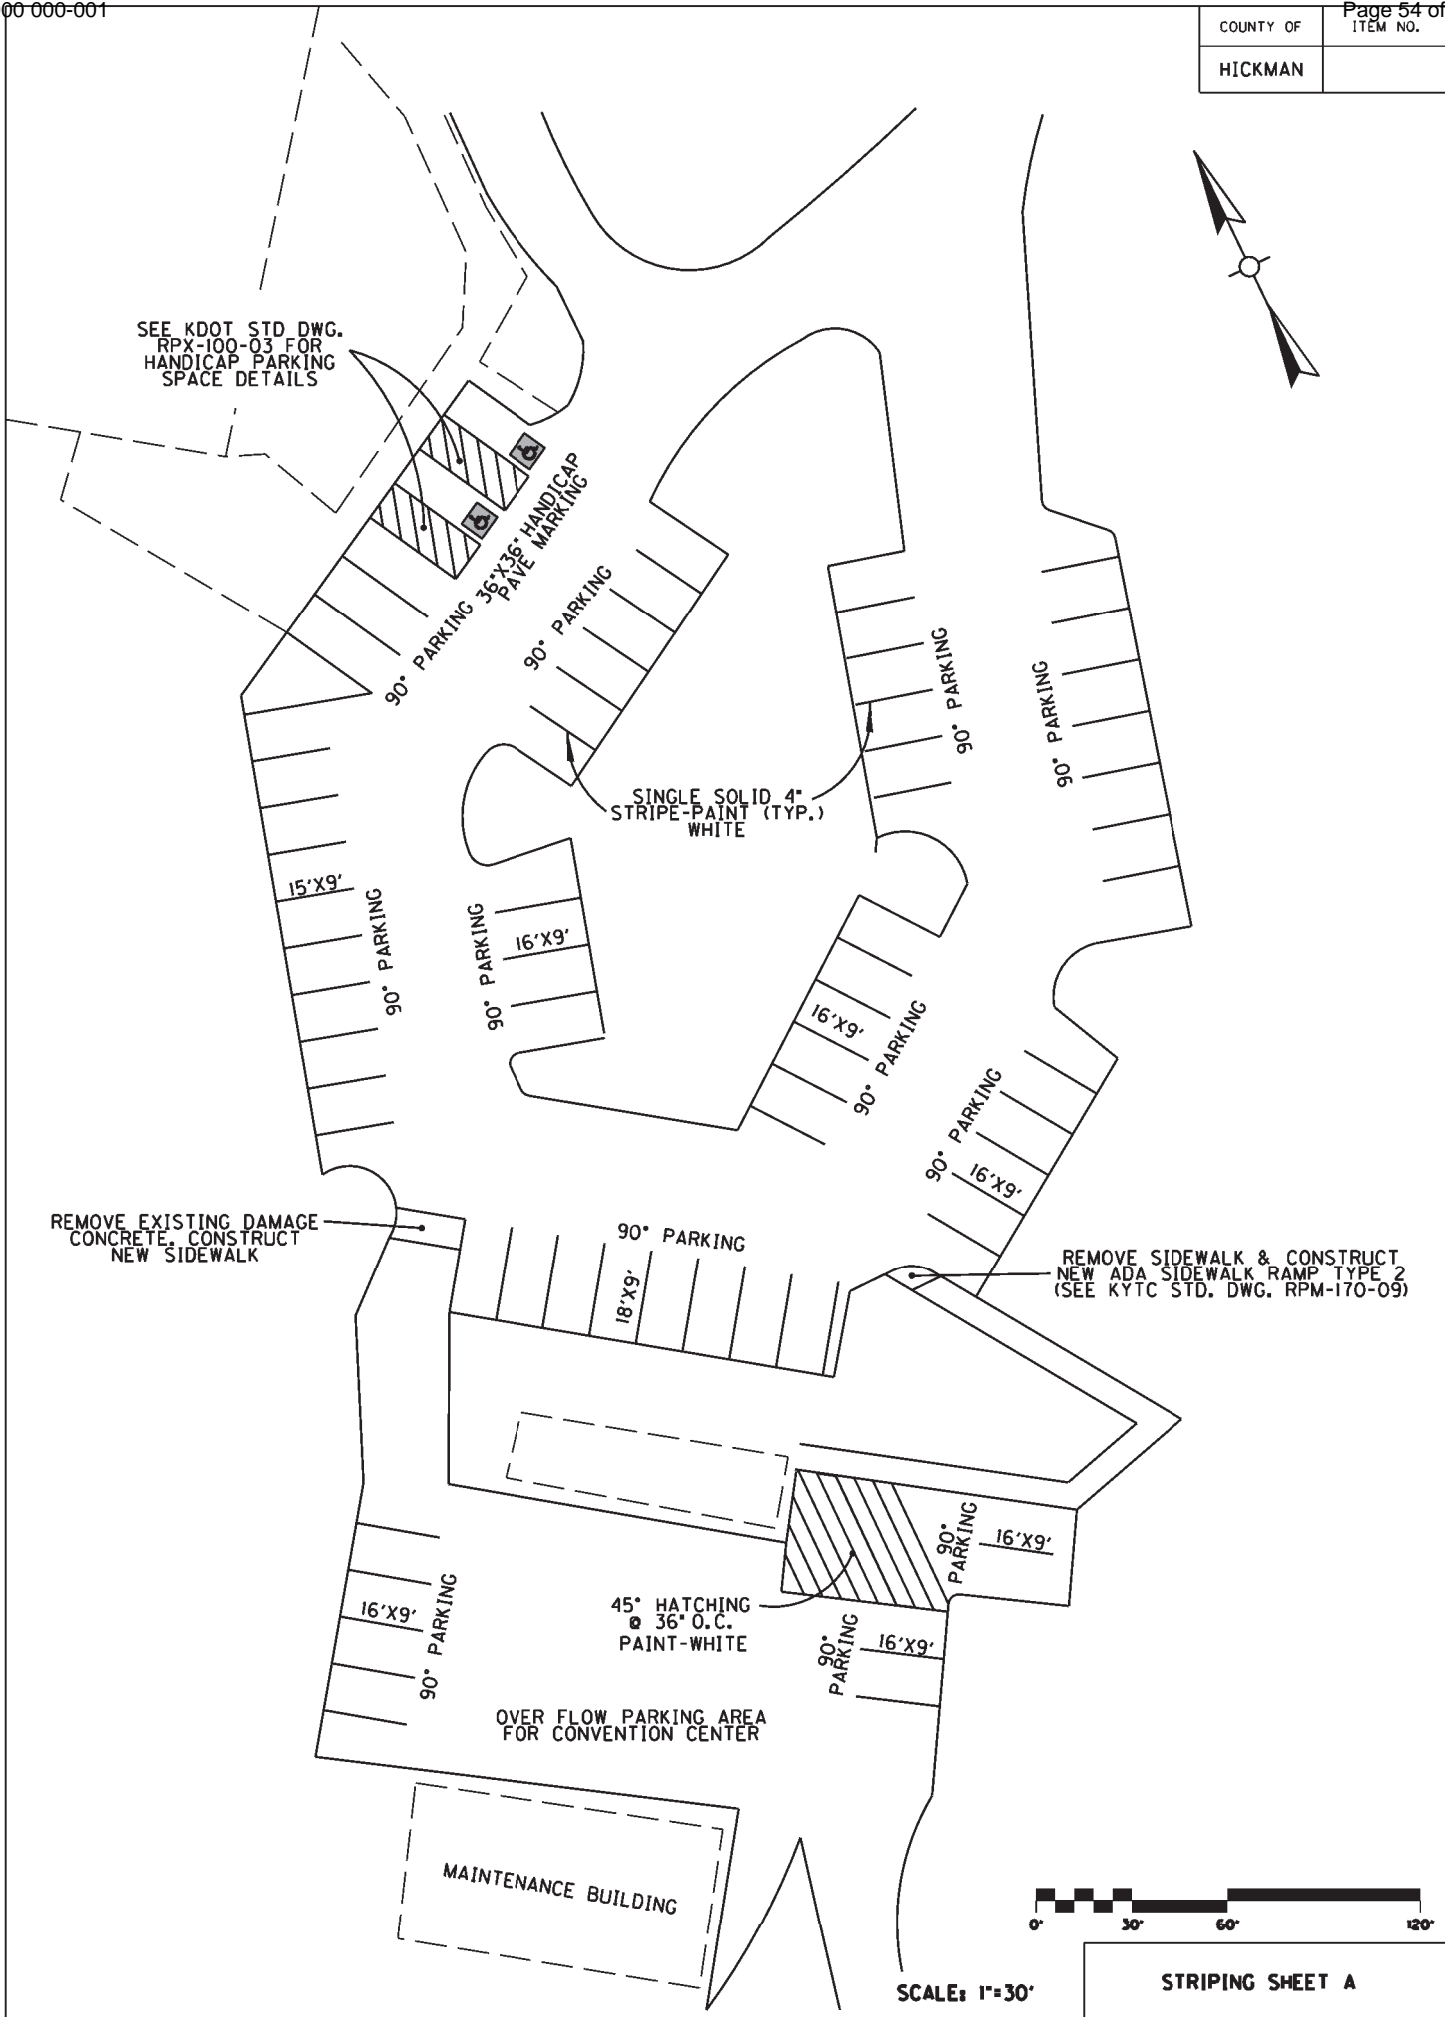 00 000-001
Page 54 of
COUNTY OF
ITEM NO.
HICKMAN
SEE KDOT STD DWG.
RPX-100-03 FOR
HANDICAP PARKING
SPACE DETAILS
36"X36" HANDICAP
PAVE MARKING
90° PARKING
90° PARKING
90° PARKING
90° PARKING
SINGLE SOLID 4"
STRIPE-PAINT (TYP.)
WHITE
15'X9'
90° PARKING
90° PARKING
16'X9'
16'X9'
90° PARKING
90° PARKING
16'X9'
REMOVE EXISTING DAMAGE
CONCRETE. CONSTRUCT
NEW SIDEWALK
90° PARKING
18'X9'
REMOVE SIDEWALK & CONSTRUCT
NEW ADA SIDEWALK RAMP TYPE 2
(SEE KYTC STD. DWG. RPM-170-09)
90°
PARKING
16'X9'
45° HATCHING
@ 36" O.C.
PAINT-WHITE
16'X9'
90° PARKING
90°
PARKING
16'X9'
OVER FLOW PARKING AREA
FOR CONVENTION CENTER
MAINTENANCE BUILDING
0' 30' 60' 120'
SCALE: 1"=30'
STRIPING SHEET A